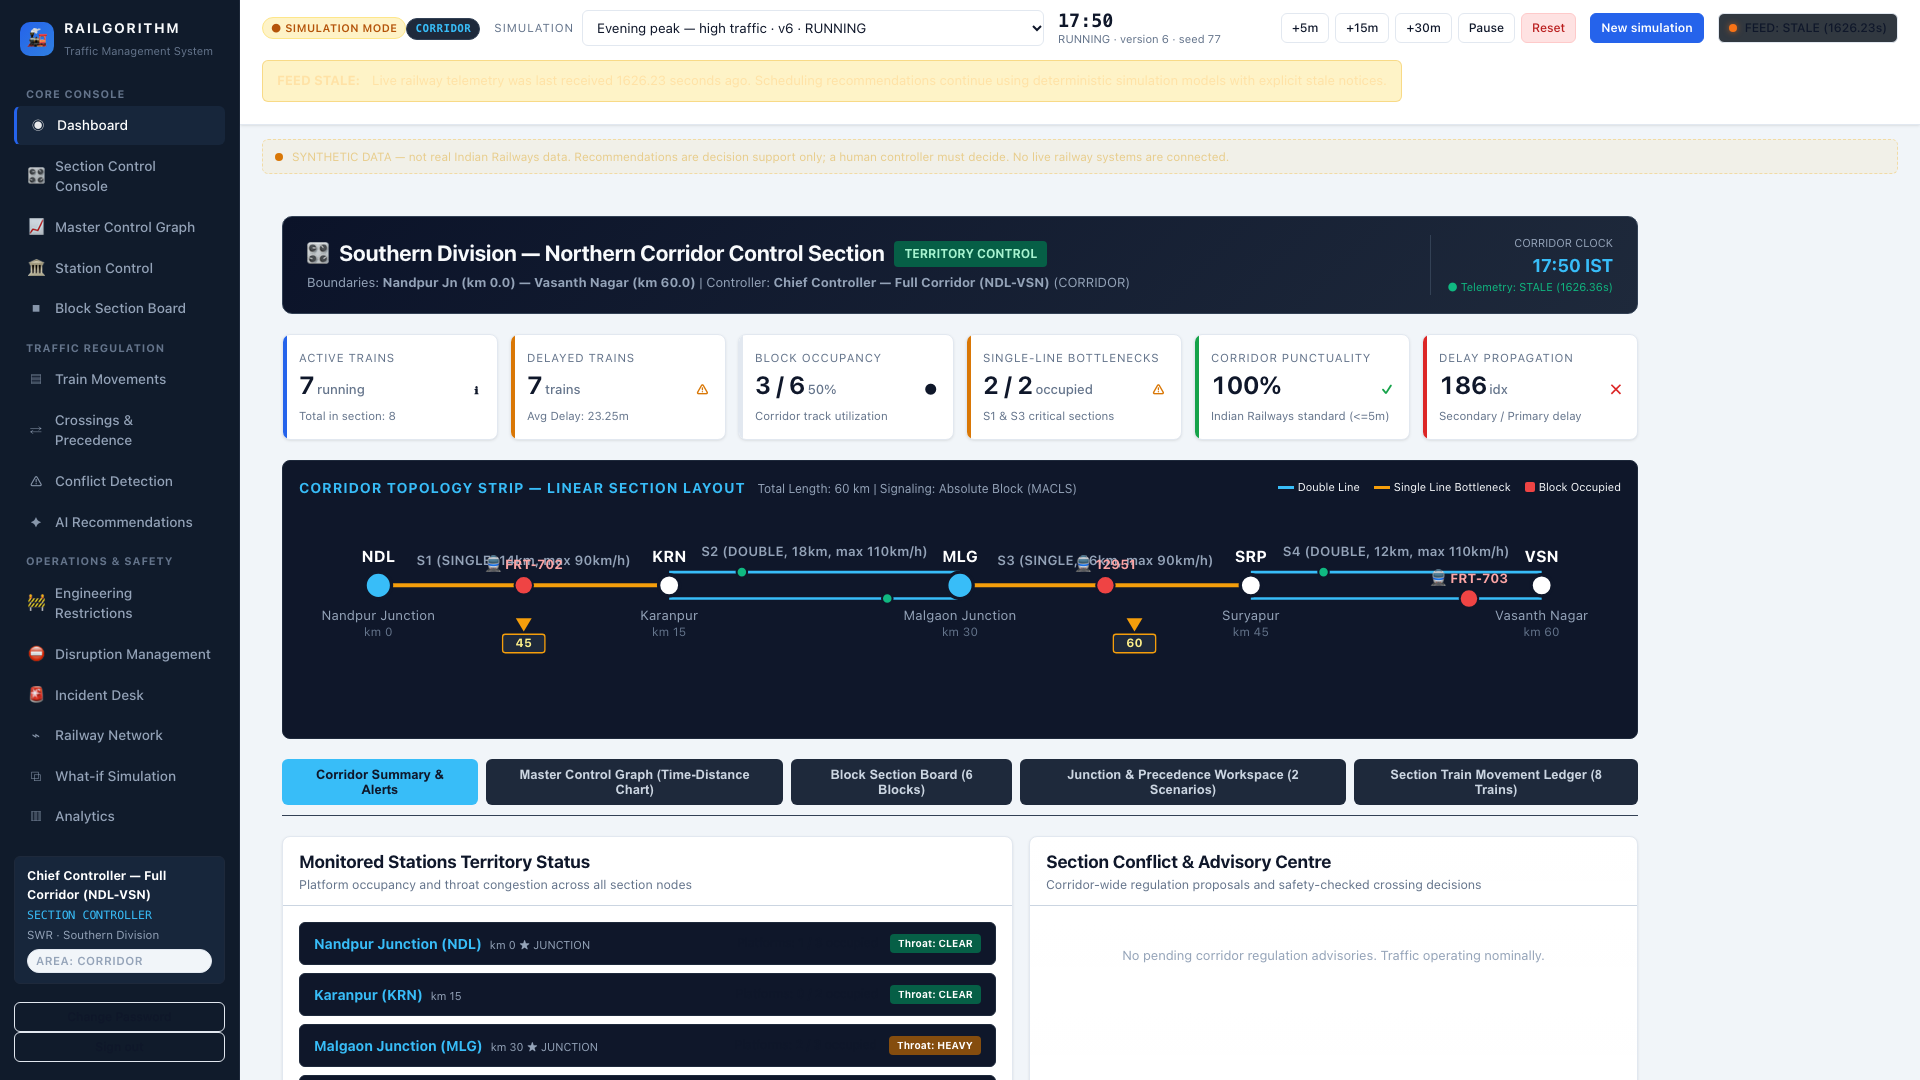 RAILGORITHM
Traffic Management System
CORE CONSOLE
Dashboard
Section Control
Console
Master Control Graph
Station Control
Block Section Board
TRAFFIC REGULATION
Train Movements
Crossings &
Precedence
Conflict Detection
AI Recommendations
OPERATIONS & SAFETY
Engineering
Restrictions
Disruption Management
Incident Desk
Railway Network
What-if Simulation
Analytics
Chief Controller — Full
Corridor (NDL-VSN)
SECTION CONTROLLER
SWR · Southern Division
AREA: CORRIDOR
SIMULATION MODE
CORRIDOR
SIMULATION
Evening peak — high traffic · v6 · RUNNING
17:50
RUNNING · version 6 · seed 77
+5m
+15m
+30m
Pause
Reset
New simulation
FEED: STALE (1626.23s)
FEED STALE: Live railway telemetry was last received 1626.23 seconds ago. Scheduling recommendations continue using deterministic simulation models with explicit stale notices.
SYNTHETIC DATA — not real Indian Railways data. Recommendations are decision support only; a human controller must decide. No live railway systems are connected.
Southern Division — Northern Corridor Control Section
TERRITORY CONTROL
Boundaries: Nandpur Jn (km 0.0) — Vasanth Nagar (km 60.0) | Controller: Chief Controller — Full Corridor (NDL-VSN) (CORRIDOR)
CORRIDOR CLOCK
17:50 IST
Telemetry: STALE (1626.36s)
ACTIVE TRAINS
7 running
Total in section: 8
DELAYED TRAINS
7 trains
Avg Delay: 23.25m
BLOCK OCCUPANCY
3 / 6 50%
Corridor track utilization
SINGLE-LINE BOTTLENECKS
2 / 2 occupied
S1 & S3 critical sections
CORRIDOR PUNCTUALITY
100%
Indian Railways standard (<=5m)
DELAY PROPAGATION
186 idx
Secondary / Primary delay
CORRIDOR TOPOLOGY STRIP — LINEAR SECTION LAYOUT
Total Length: 60 km | Signaling: Absolute Block (MACLS)
Double Line
Single Line Bottleneck
Block Occupied
NDL
S1 (SINGLE, 14km, max 90km/h)
FRT-702
KRN
S2 (DOUBLE, 18km, max 110km/h)
MLG
S3 (SINGLE, 16km, max 90km/h)
12951
SRP
S4 (DOUBLE, 12km, max 110km/h)
FRT-703
VSN
Nandpur Junction
km 0
Karanpur
km 15
Malgaon Junction
km 30
Suryapur
km 45
Vasanth Nagar
km 60
45
60
Corridor Summary &
Alerts
Master Control Graph (Time-Distance
Chart)
Block Section Board (6
Blocks)
Junction & Precedence Workspace (2
Scenarios)
Section Train Movement Ledger (8
Trains)
Monitored Stations Territory Status
Platform occupancy and throat congestion across all section nodes
Nandpur Junction (NDL) km 0 ★ JUNCTION
Throat: CLEAR
Karanpur (KRN) km 15
Throat: CLEAR
Malgaon Junction (MLG) km 30 ★ JUNCTION
Throat: HEAVY
Section Conflict & Advisory Centre
Corridor-wide regulation proposals and safety-checked crossing decisions
No pending corridor regulation advisories. Traffic operating nominally.